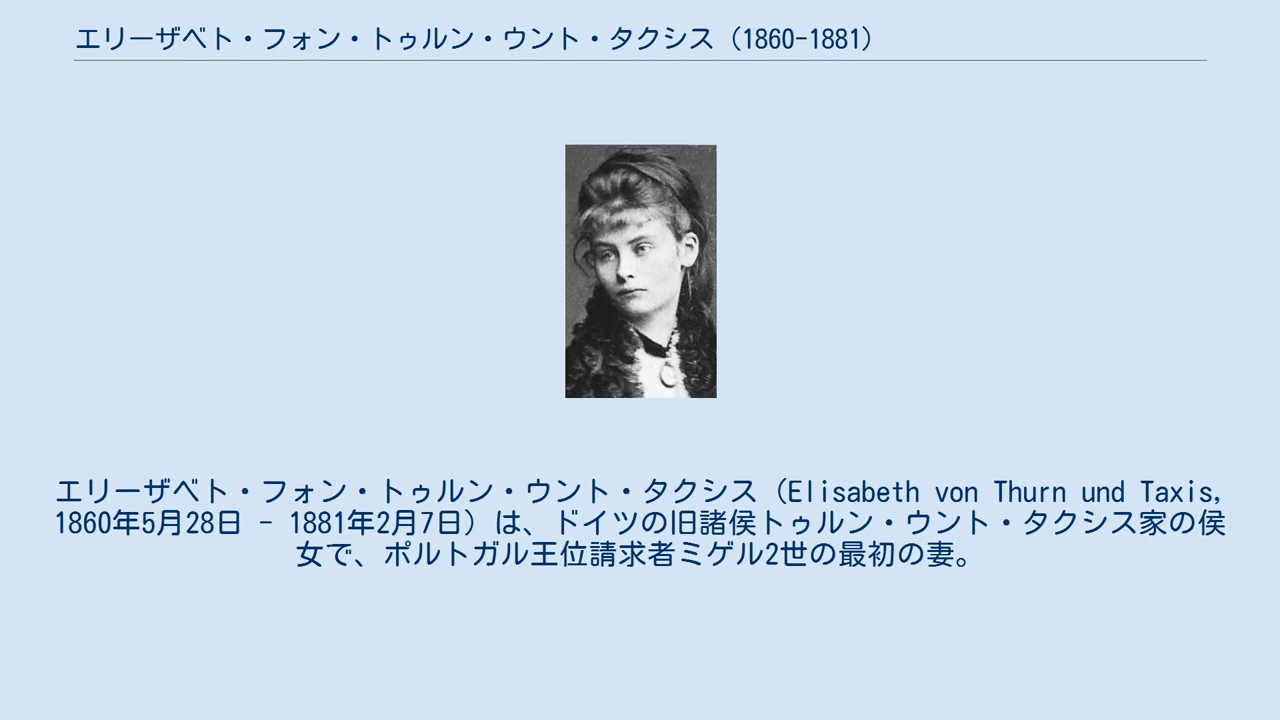 エリーザベト・フォン・トゥルン・ウント・タクシス（1860-1881）
エリーザベト・フォン・トゥルン・ウント・タクシス（Elisabeth von Thurn und Taxis,
1860年5月28日 - 1881年2月7日）は、ドイツの旧諸侯トゥルン・ウント・タクシス家の侯
女で、ポルトガル王位請求者ミゲル2世の最初の妻。